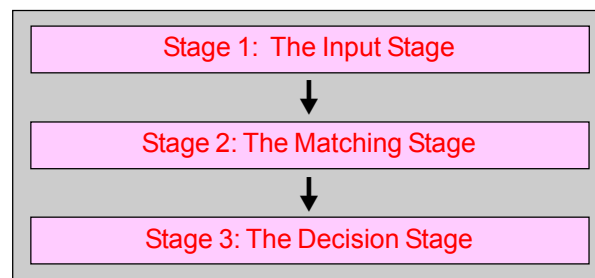 Stage 1:  The Input Stage
Stage 2: The Matching Stage
Stage 3: The Decision Stage